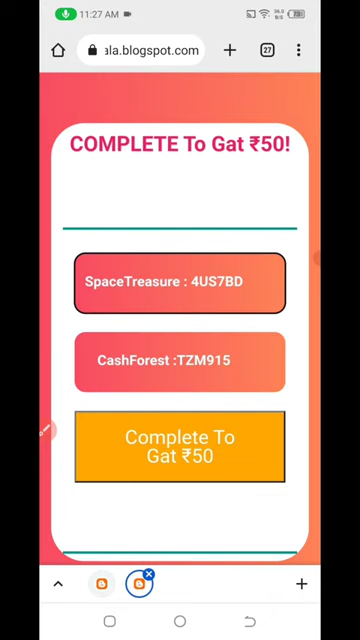 11:27 AM
ala.blogspot.com
27
COMPLETE To Gat ₹50!
SpaceTreasure : 4US7BD
CashForest :TZM915
Complete To
Gat ₹50